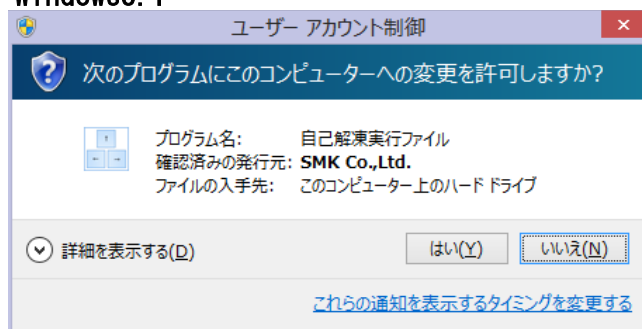 Windows8.1
ユーザー アカウント制御
次のプログラムにこのコンピューターへの変更を許可しますか?
プログラム名: 自己解凍実行ファイル
確認済みの発行元: SMK Co.,Ltd.
ファイルの入手先: このコンピューター上のハード ドライブ
詳細を表示する(D)
はい(Y)
いいえ(N)
これらの通知を表示するタイミングを変更する